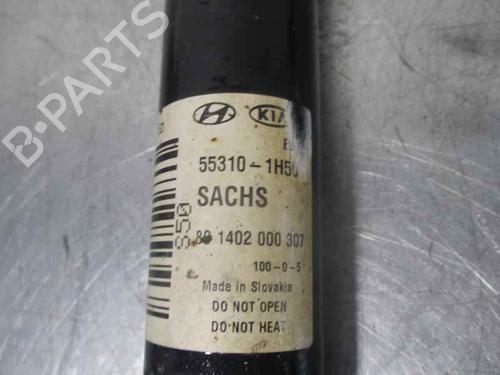 KIA
55310-1H50
SACHS
1402 000 307
100-0-5
Made in Slovakia
DO NOT OPEN
DO NOT HEAT
S50
B-PARTS